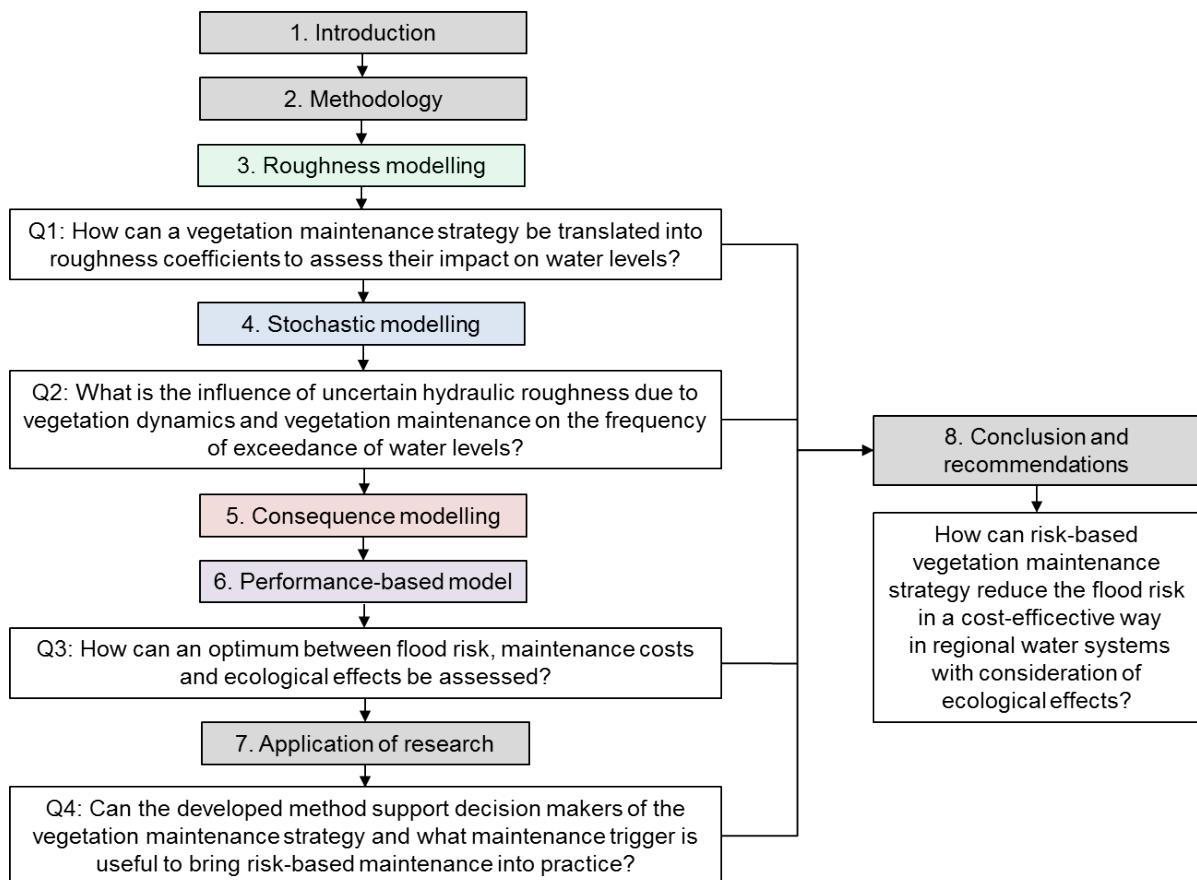 1. Introduction
2. Methodology
3. Roughness modelling
Q1: How can a vegetation maintenance strategy be translated into
roughness coefficients to assess their impact on water levels?
4. Stochastic modelling
Q2: What is the influence of uncertain hydraulic roughness due to
vegetation dynamics and vegetation maintenance on the frequency
of exceedance of water levels?
5. Consequence modelling
6. Performance-based model
Q3: How can an optimum between flood risk, maintenance costs
and ecological effects be assessed?
7. Application of research
Q4: Can the developed method support decision makers of the
vegetation maintenance strategy and what maintenance trigger is
useful to bring risk-based maintenance into practice?
8. Conclusion and
recommendations
How can risk-based
vegetation maintenance
strategy reduce the flood risk
in a cost-efficective way
in regional water systems
with consideration of
ecological effects?